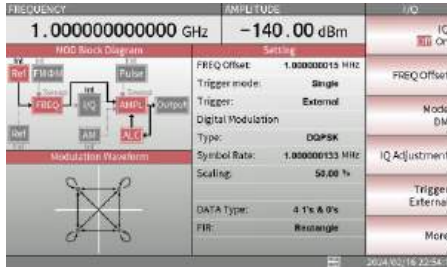 FREQUENCY
AMPLITUDE
I/Q
1.000000000000 GHz
-140.00 dBm
IQ
Off On
MOD Block Diagram
Setting
Int
Ref
FMΦM
Pulse
FREQ
I/Q
AMPL
Output
Ref
AM
ALC
FREQ Offset: 1.000000015 MHz
Trigger mode: Single
Trigger: External
Digital Modulation
Type: DQPSK
Symbol Rate: 1.000000133 MHz
Scaling: 50.00 %
DATA Type: 4 1's & 0's
FIR: Rectangle
Modulation Waveform
FREQ Offset
Mode
DM
IQ Adjustment
Trigger
External
More
2024/02/16 22:54